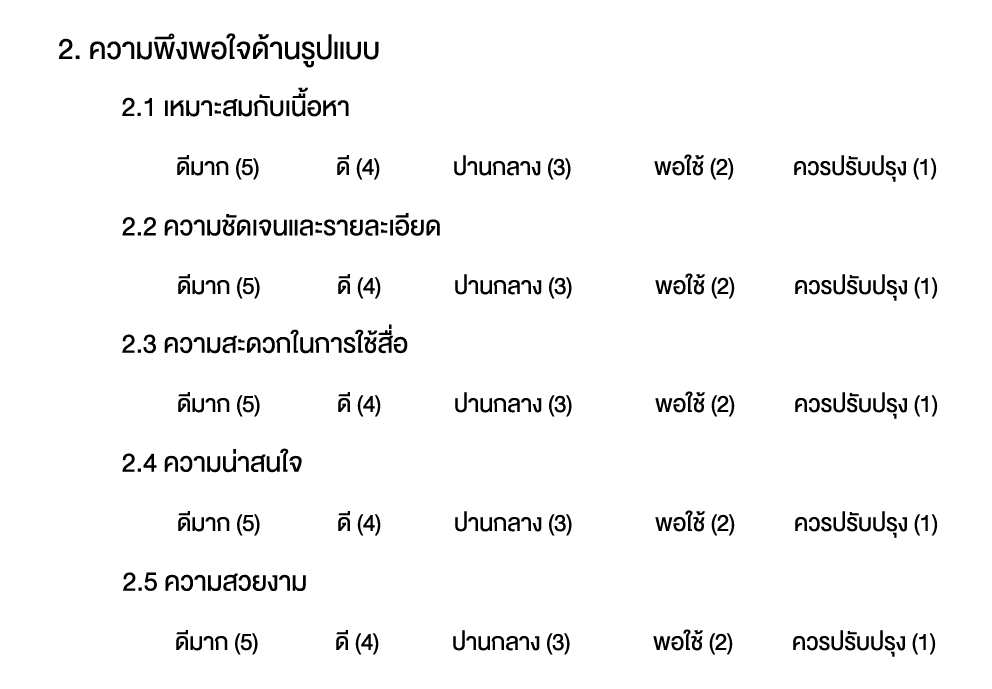 2. ความพึงพอใจด้านรูปแบบ
2.1 เหมาะสมกับเนื้อหา
ดีมาก (5) ดี (4) ปานกลาง (3) พอใช้ (2) ควรปรับปรุง (1)
2.2 ความชัดเจนและรายละเอียด
ดีมาก (5) ดี (4) ปานกลาง (3) พอใช้ (2) ควรปรับปรุง (1)
2.3 ความสะดวกในการใช้สื่อ
ดีมาก (5) ดี (4) ปานกลาง (3) พอใช้ (2) ควรปรับปรุง (1)
2.4 ความน่าสนใจ
ดีมาก (5) ดี (4) ปานกลาง (3) พอใช้ (2) ควรปรับปรุง (1)
2.5 ความสวยงาม
ดีมาก (5) ดี (4) ปานกลาง (3) พอใช้ (2) ควรปรับปรุง (1)